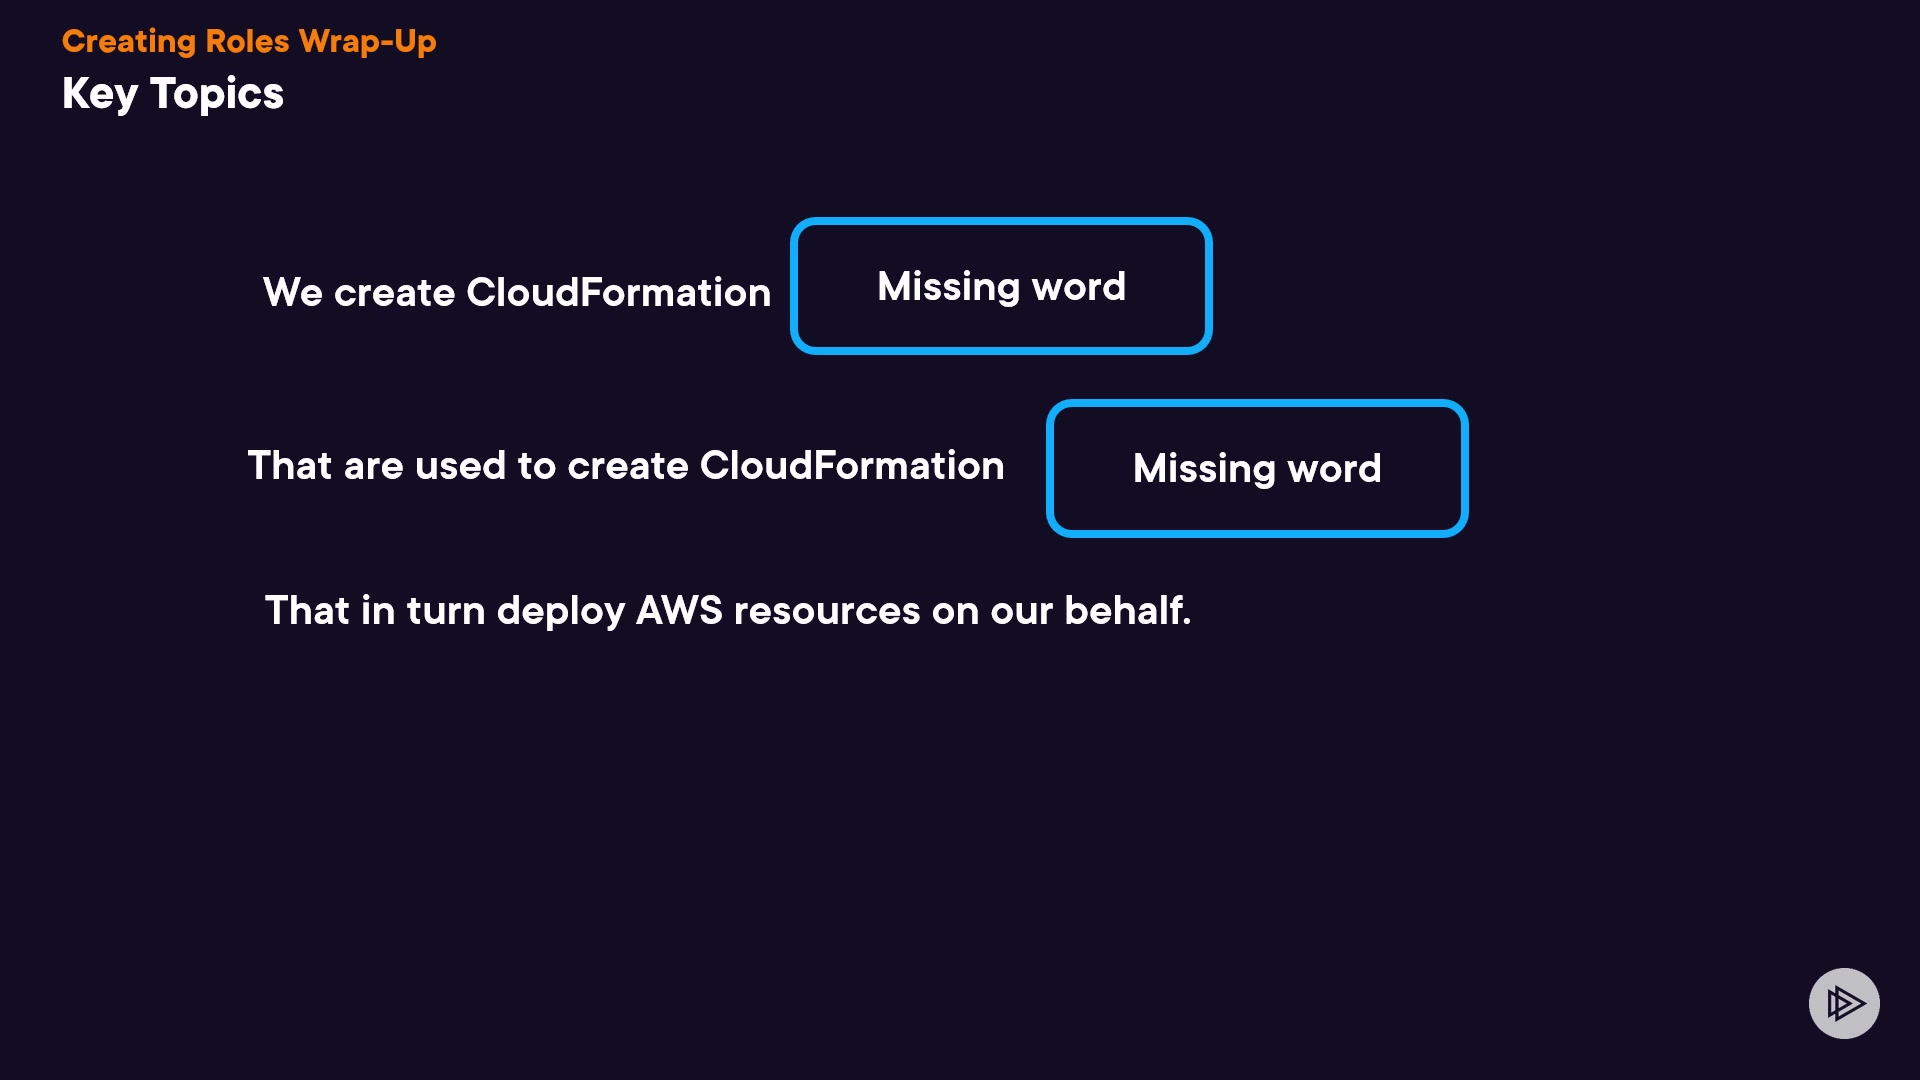 Creating Roles Wrap-Up
Key Topics
We create CloudFormation Missing word
That are used to create CloudFormation Missing word
That in turn deploy AWS resources on our behalf.